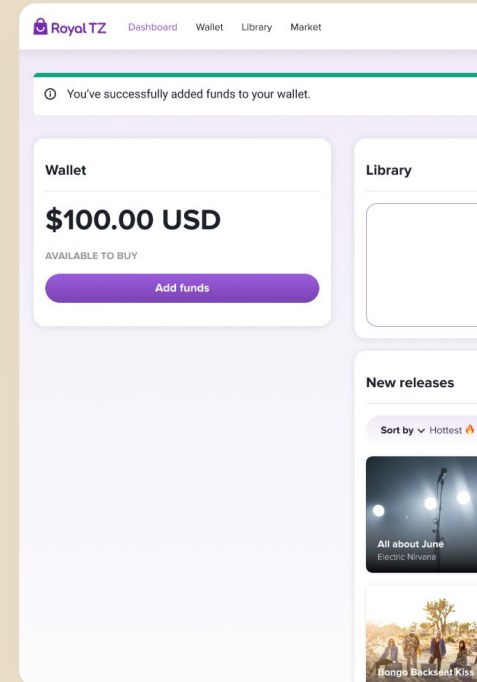 Royal TZ Dashboard Wallet Library Market
You've successfully added funds to your wallet.
Wallet
$100.00 USD
AVAILABLE TO BUY
Add funds
Library
New releases
Sort by Hottest
All about June
Electric Nirvana
Bongo Backseat Kiss